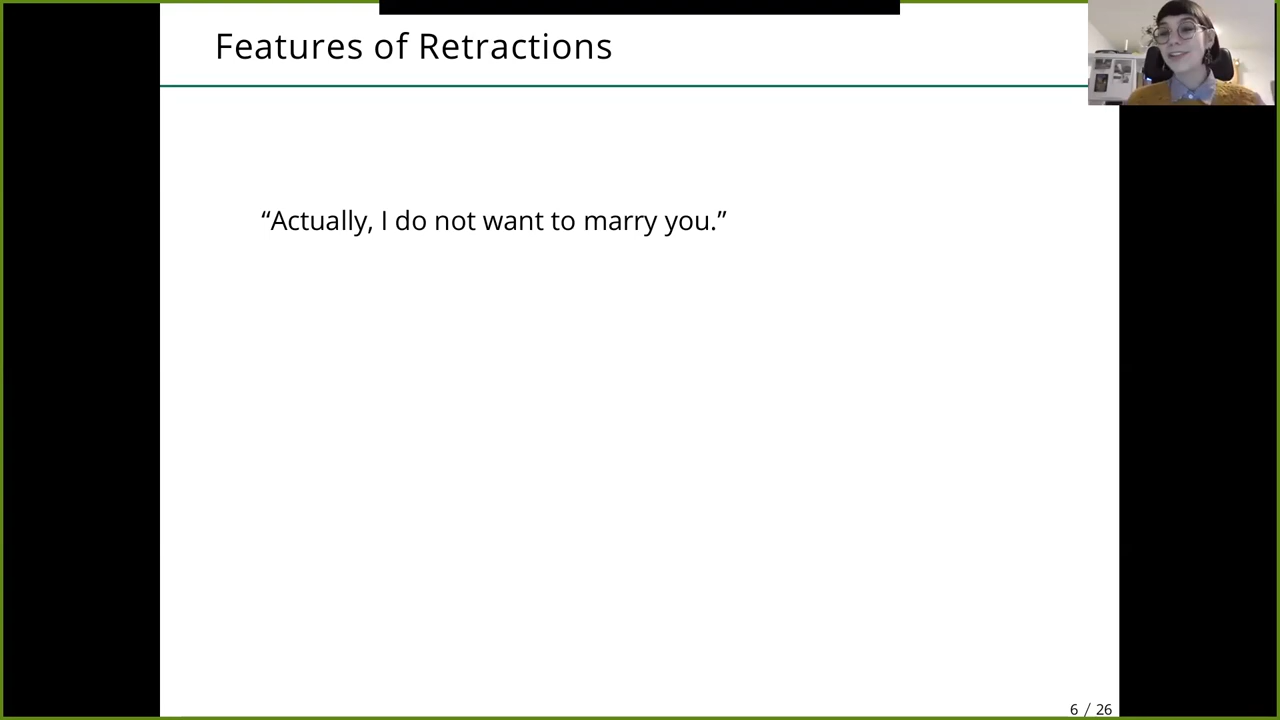 Features of Retractions
“Actually, I do not want to marry you.”
6 / 26